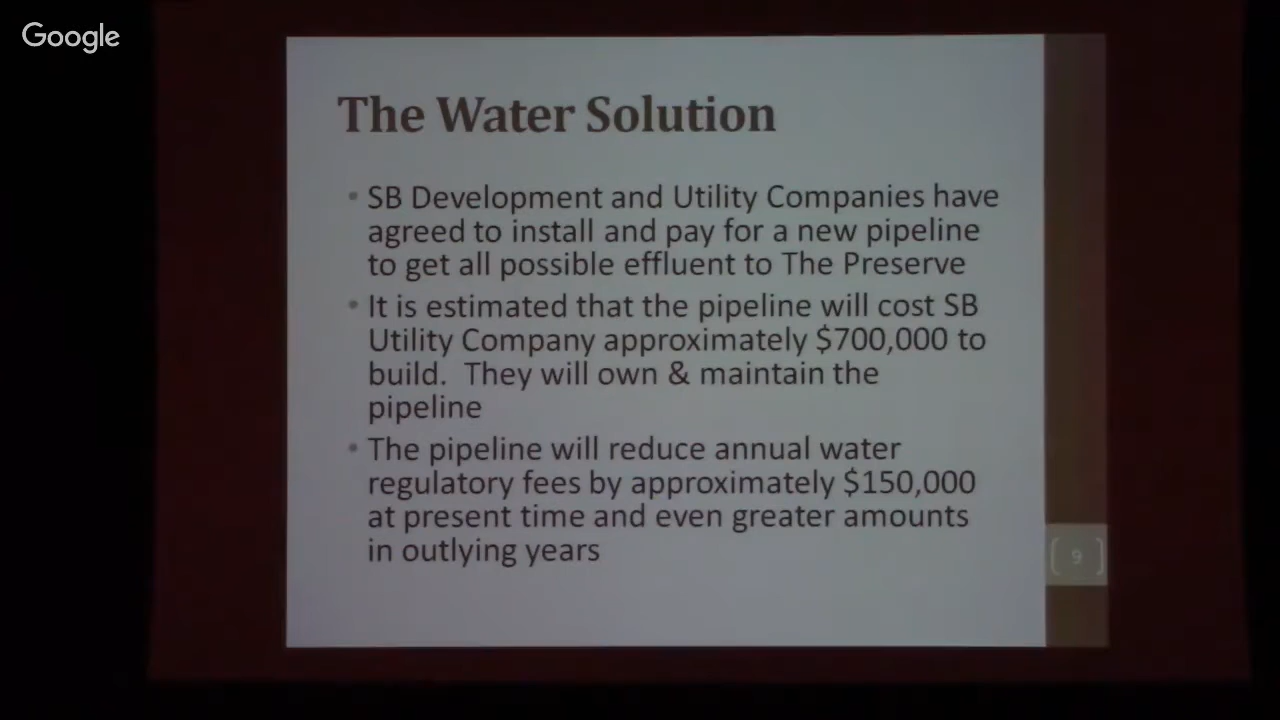 Google
The Water Solution
• SB Development and Utility Companies have
agreed to install and pay for a new pipeline
to get all possible effluent to The Preserve
• It is estimated that the pipeline will cost SB
Utility Company approximately $700,000 to
build.  They will own & maintain the
pipeline
• The pipeline will reduce annual water
regulatory fees by approximately $150,000
at present time and even greater amounts
in outlying years
9